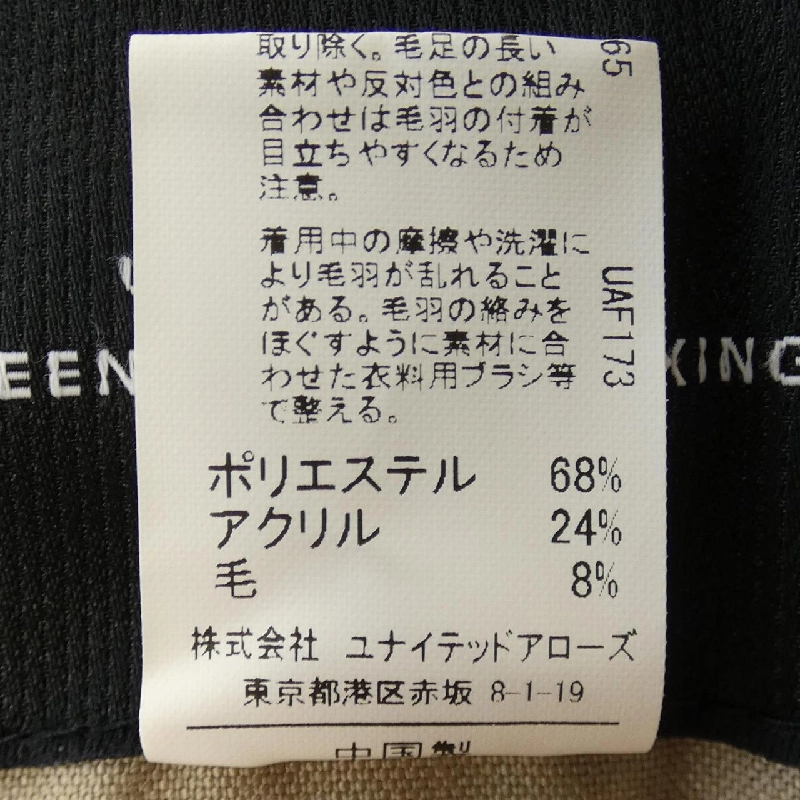 取り除く。毛足の長い
素材や反対色との組み
合わせは毛羽の付着が
目立ちやすくなるため
注意。
着用中の摩擦や洗濯に
より毛羽が乱れること
がある。毛羽の絡みを
ほぐすように素材に合
わせた衣料用ブラシ等
で整える。
65
UAF173
EEN
XING
ポリエステル 68%
アクリル 24%
毛 8%
株式会社 ユナイテッドアローズ
東京都港区赤坂 8-1-19
中国製